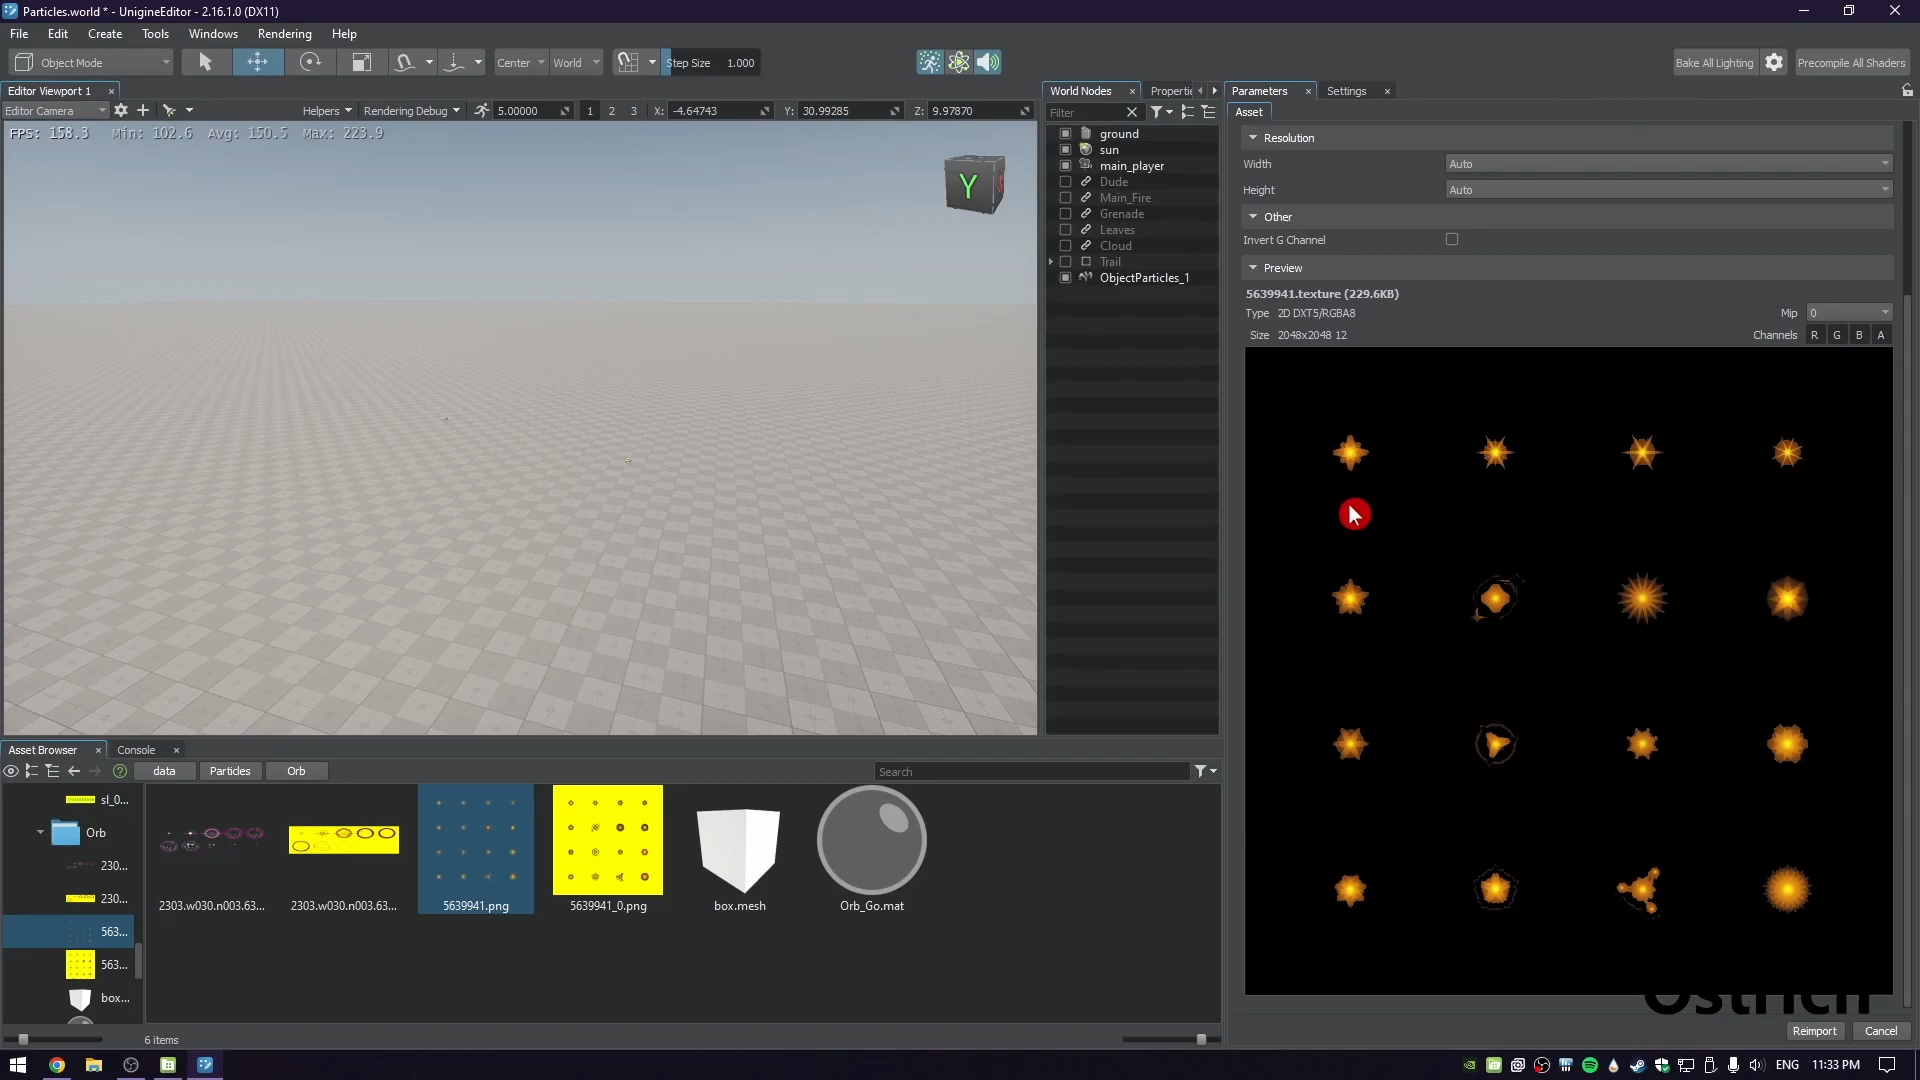 Particles.world * - UnigineEditor - 2.16.1.0 (DX11)
File Edit Create Tools Windows Rendering Help
Object Mode Center World Step Size 1.000 Bake All Lighting Precompile All Shaders
Editor Viewport 1
Editor Camera Helpers Rendering Debug 5.00000 1 2 3 X: -4.64743 Y: 30.99285 Z: 9.97870
FPS: 158.3 Min: 102.6 Avg: 150.5 Max: 223.9
Y
World Nodes Properti
Filter
ground
sun
main_player
Dude
Main_Fire
Grenade
Leaves
Cloud
Trail
ObjectParticles_1
Parameters Settings
Asset
Resolution
Width Auto
Height Auto
Other
Invert G Channel
Preview
5639941.texture (229.6KB)
Type 2D DXT5/RGBA8 Mip 0
Size 2048x2048 12 Channels R G B A
Ostrich
Reimport Cancel
Asset Browser Console
data Particles Orb Search
sl_0...
Orb
230...
230...
563...
563...
box...
2303.w030.n003.63... 2303.w030.n003.63... 5639941.png 5639941_0.png box.mesh Orb_Go.mat
6 items
ENG 11:33 PM